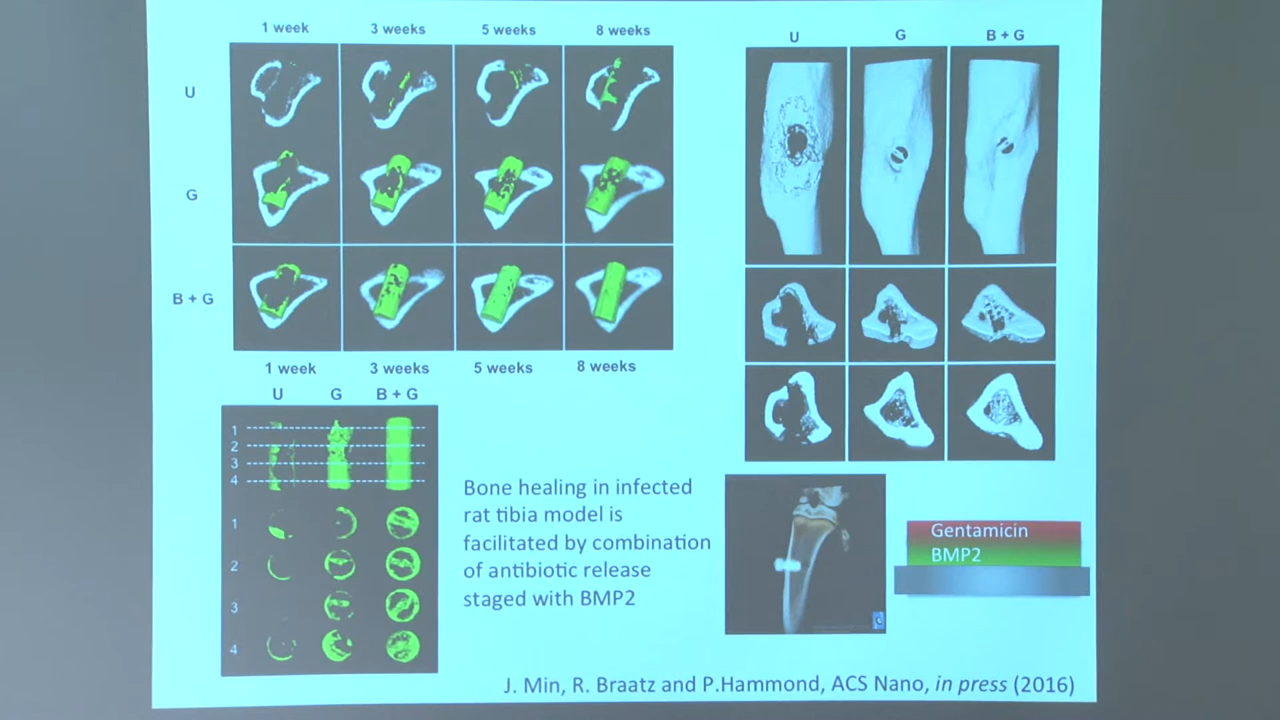 1 week 3 weeks 5 weeks 8 weeks
U
G
B + G
1 week 3 weeks 5 weeks 8 weeks
U G B + G
1
2
3
4
1
2
3
4
U G B + G
Bone healing in infected
rat tibia model is
facilitated by combination
of antibiotic release
staged with BMP2
Gentamicin
BMP2
J. Min, R. Braatz and P.Hammond, ACS Nano, in press (2016)